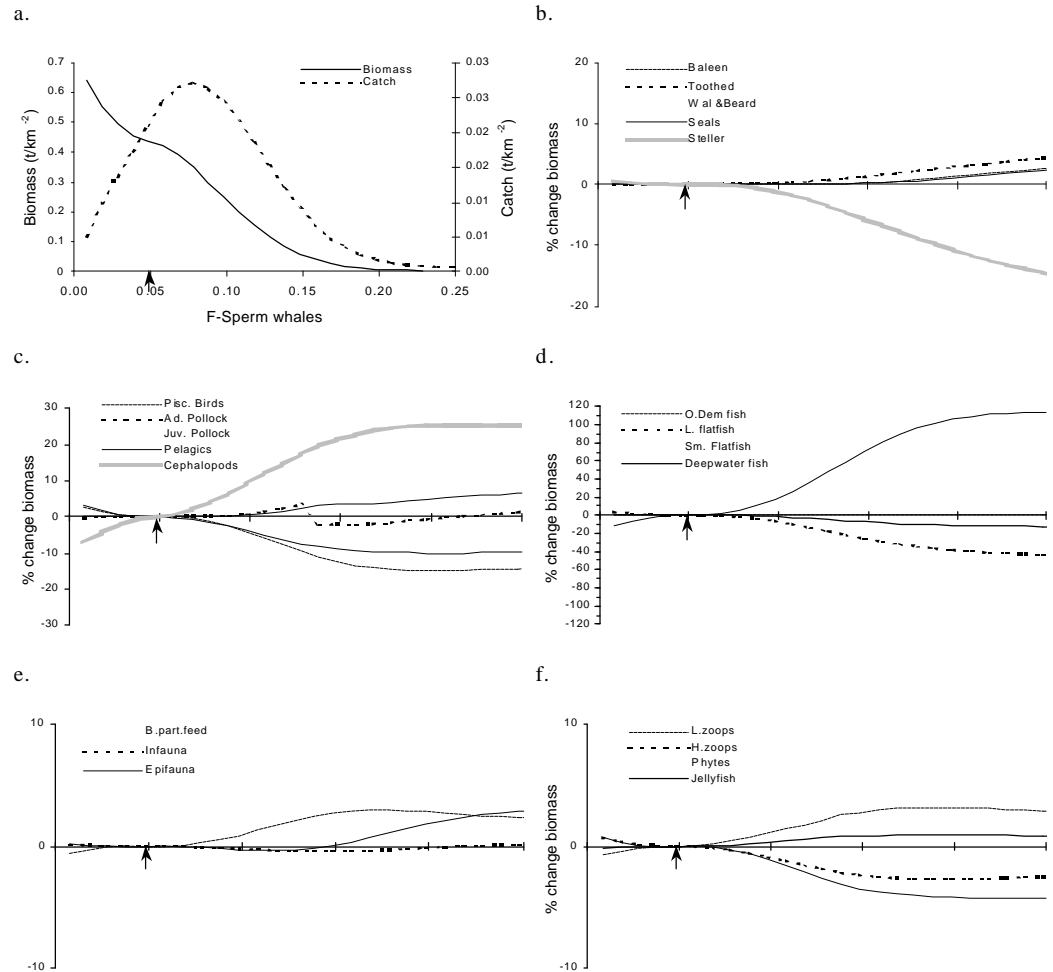 a.
0.7
0.6
0.5
0.4
0.3
0.2
0.1
0
Biomass (t/km -2)
Biomass
Catch
0.03
0.03
0.02
0.02
0.01
0.01
0.00
Catch (t/km -2)
0.00
0.05
0.10
0.15
0.20
0.25
F-Sperm whales
b.
20
10
0
-10
-20
% change biomass
Baleen
Toothed
Wal &Beard
Seals
Steller
c.
30
20
10
0
-10
-20
-30
% change biomass
Pisc. Birds
Ad. Pollock
Juv. Pollock
Pelagics
Cephalopods
d.
120
100
80
60
40
20
0
-20
-40
-60
-80
-100
-120
% change biomass
O.Dem fish
L. flatfish
Sm. Flatfish
Deepwater fish
e.
10
0
-10
B.part.feed
Infauna
Epifauna
f.
10
0
-10
% change biomass
L.zoops
H.zoops
Phytes
Jellyfish